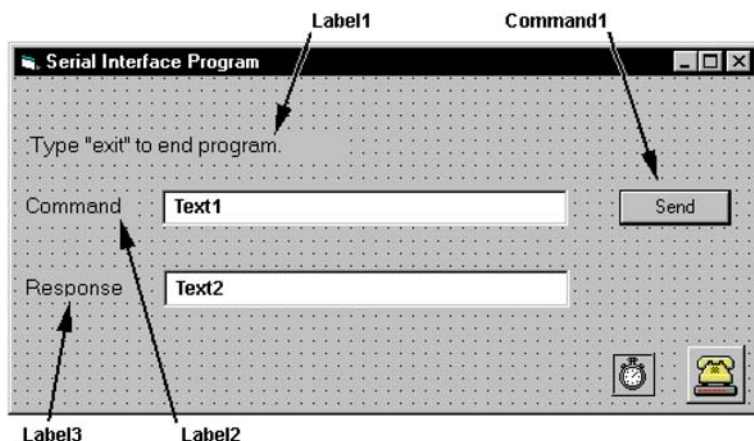 Label1 Command1
Serial Interface Program
Type "exit" to end program.
Command Text1 Send
Response Text2
Label3 Label2